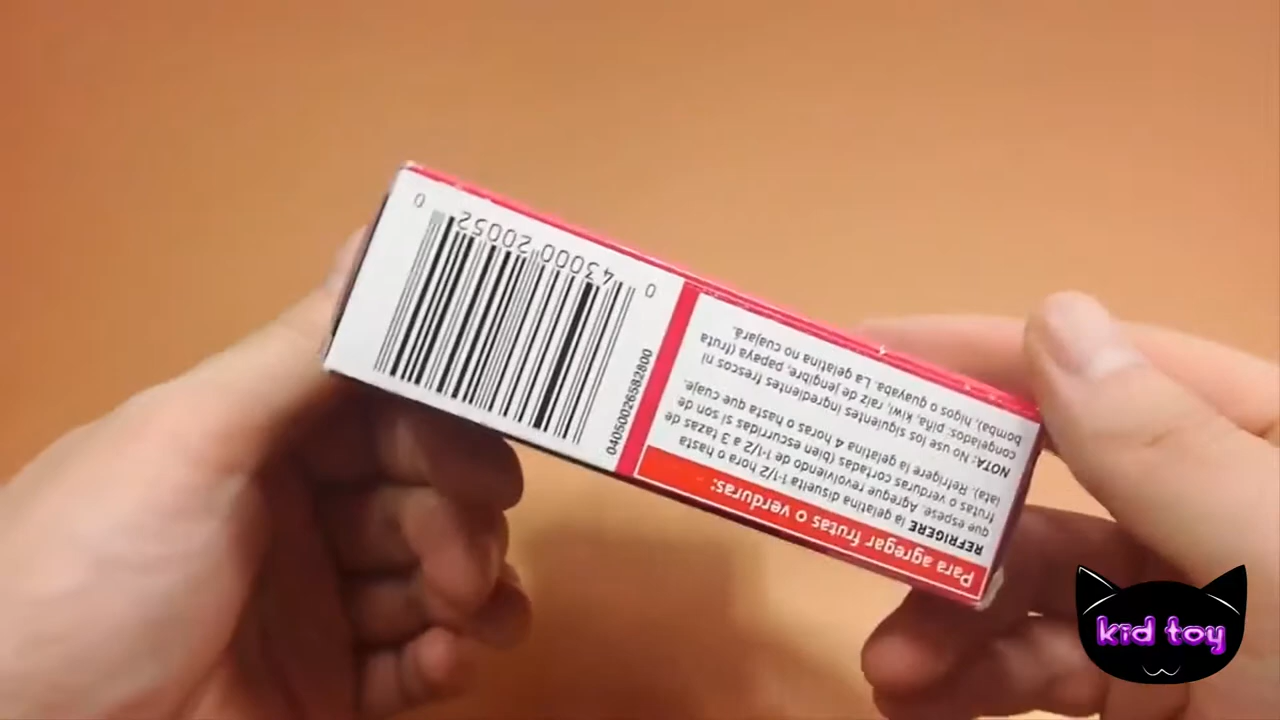 Para agregar frutas o verduras:
REFRIGERE la gelatina disuelta 1-1/2 hora o hasta
que espese. Agregue revolviendo de 1-1/2 a 3 tazas de
frutas o verduras cortadas (bien escurridas si son de
lata). Refrigere la gelatina 4 horas o hasta que cuaje.
NOTA: No use los siguientes ingredientes frescos ni
congelados: piña, kiwi, raíz de jengibre, papaya (fruta
bomba), higos o guayaba. La gelatina no cuajará.
04050026582800
0 43000 20052 0
kid toy